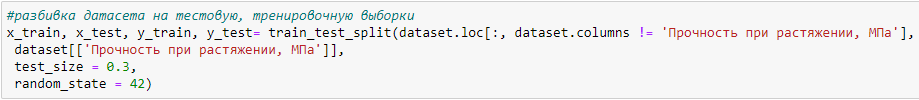 #разбивка датасета на тестовую, тренировочную выборки
x_train, x_test, y_train, y_test= train_test_split(dataset.loc[:, dataset.columns != 'Прочность при растяжении, МПа'],
dataset[['Прочность при растяжении, МПа']],
test_size = 0.3,
random_state = 42)